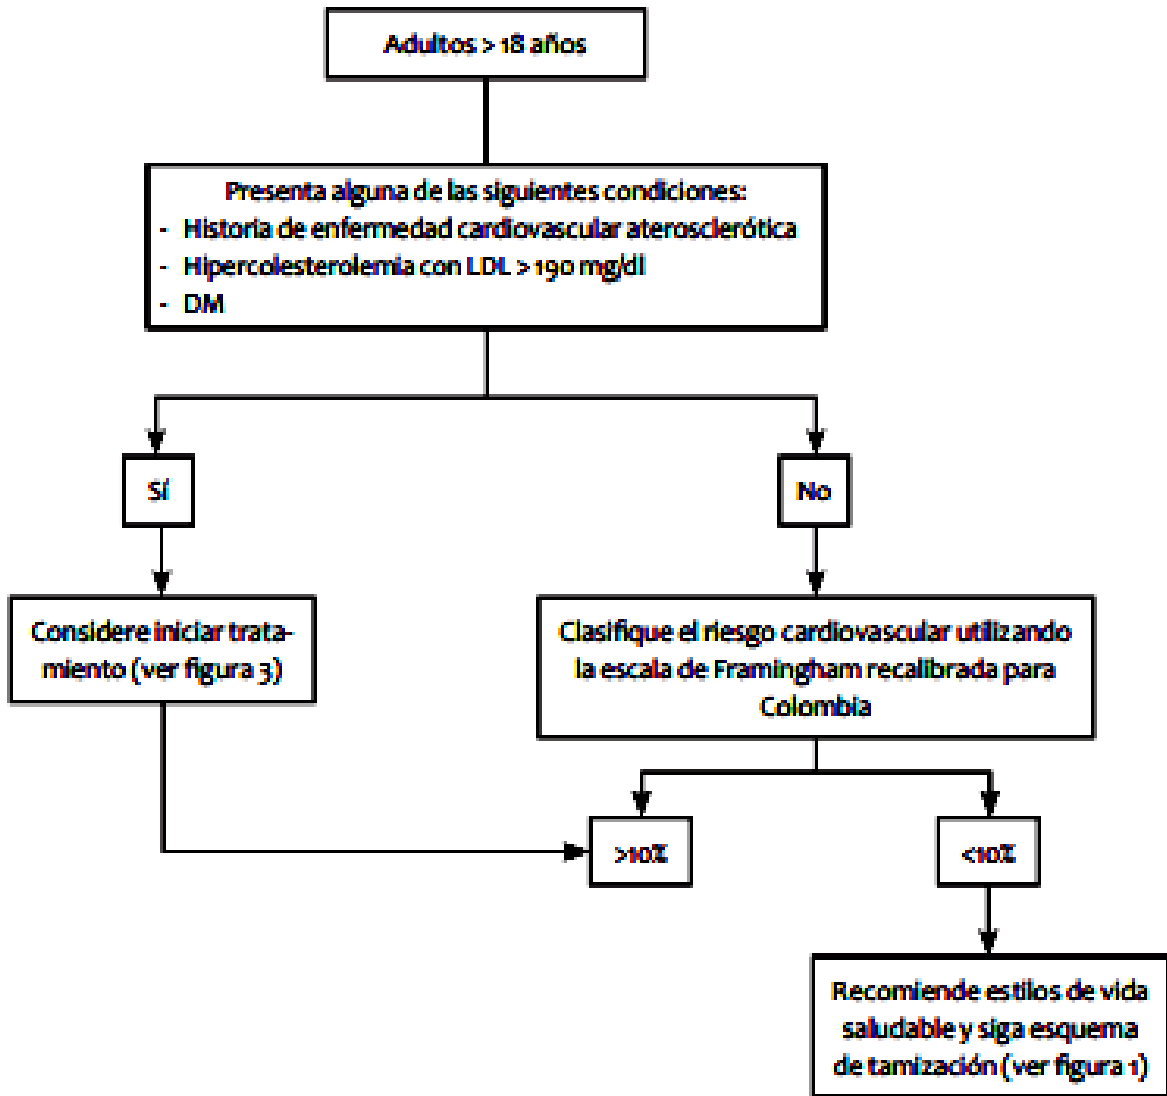 Adultos > 18 años
Presenta alguna de las siguientes condiciones:
- Historia de enfermedad cardiovascular aterosclerótica
- Hipercolesterolemia con LDL > 190 mg/dl
- DM
Sí
No
Considere iniciar trata-
miento (ver figura 3)
Clasifique el riesgo cardiovascular utilizando
la escala de Framingham recalibrada para
Colombia
>10%
<10%
Recomiende estilos de vida
saludable y siga esquema
de tamización (ver figura 1)